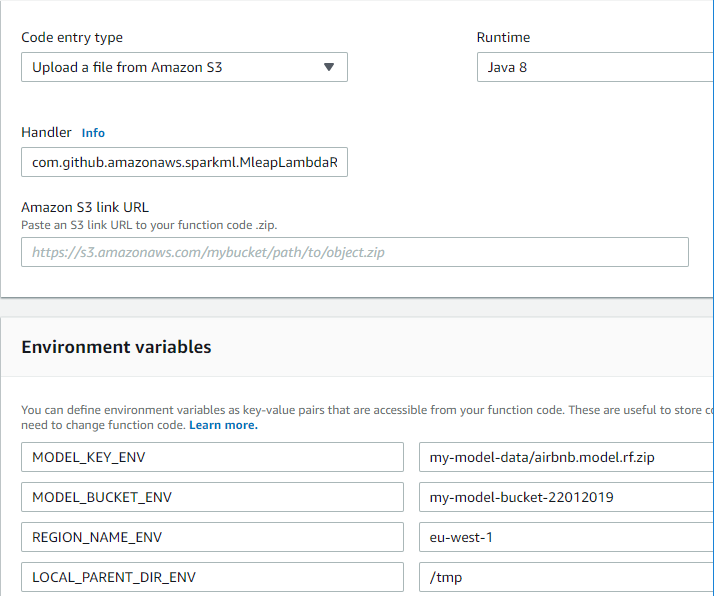 Code entry type
Runtime
Upload a file from Amazon S3
Java 8
Handler Info
com.github.amazonaws.sparkml.MleapLambdaR
Amazon S3 link URL
Paste an S3 link URL to your function code .zip.
https://s3.amazonaws.com/mybucket/path/to/object.zip
Environment variables
You can define environment variables as key-value pairs that are accessible from your function code. These are useful to store
need to change function code. Learn more.
MODEL_KEY_ENV
my-model-data/airbnb.model.rf.zip
MODEL_BUCKET_ENV
my-model-bucket-22012019
REGION_NAME_ENV
eu-west-1
LOCAL_PARENT_DIR_ENV
/tmp